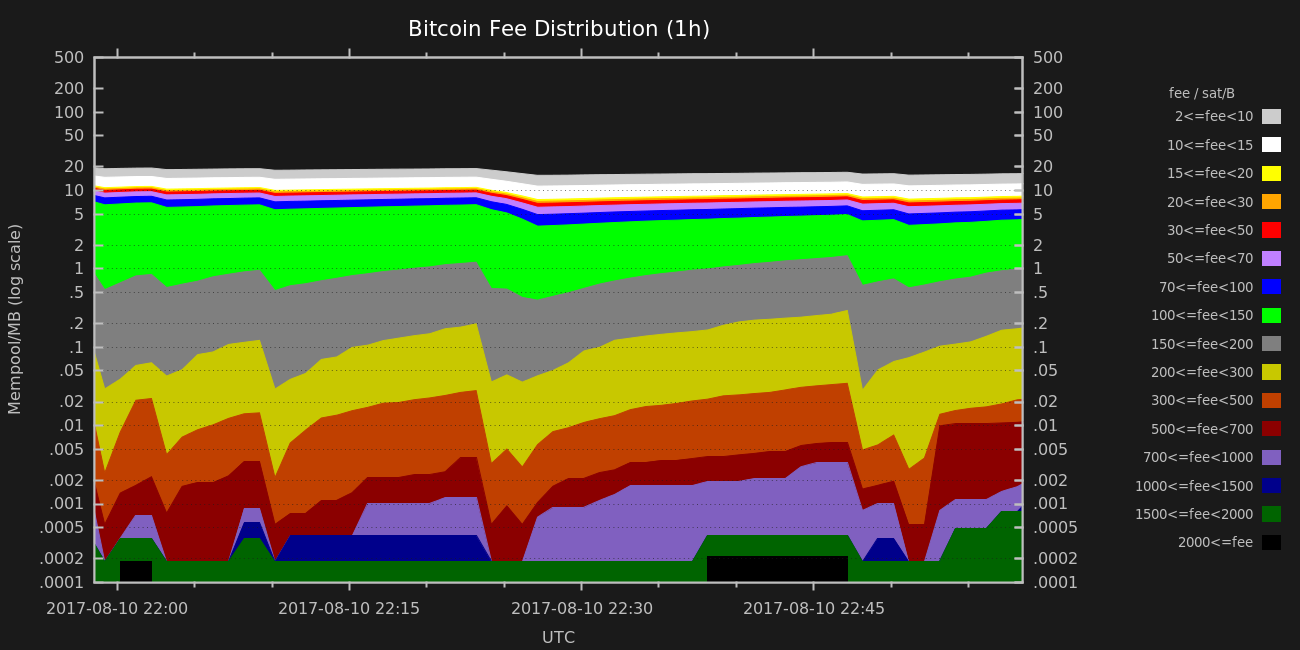 Bitcoin Fee Distribution (1h)
500 500
200 200
100 100
50 50
20 20
10 10
5 5
2 2
1 1
.5 .5
.2 .2
.1 .1
.05 .05
.02 .02
.01 .01
.005 .005
.002 .002
.001 .001
.0005 .0005
.0002 .0002
.0001 .0001
Mempool/MB (log scale)
2017-08-10 22:00 2017-08-10 22:15 2017-08-10 22:30 2017-08-10 22:45
UTC
fee / sat/B
2<=fee<10
10<=fee<15
15<=fee<20
20<=fee<30
30<=fee<50
50<=fee<70
70<=fee<100
100<=fee<150
150<=fee<200
200<=fee<300
300<=fee<500
500<=fee<700
700<=fee<1000
1000<=fee<1500
1500<=fee<2000
2000<=fee